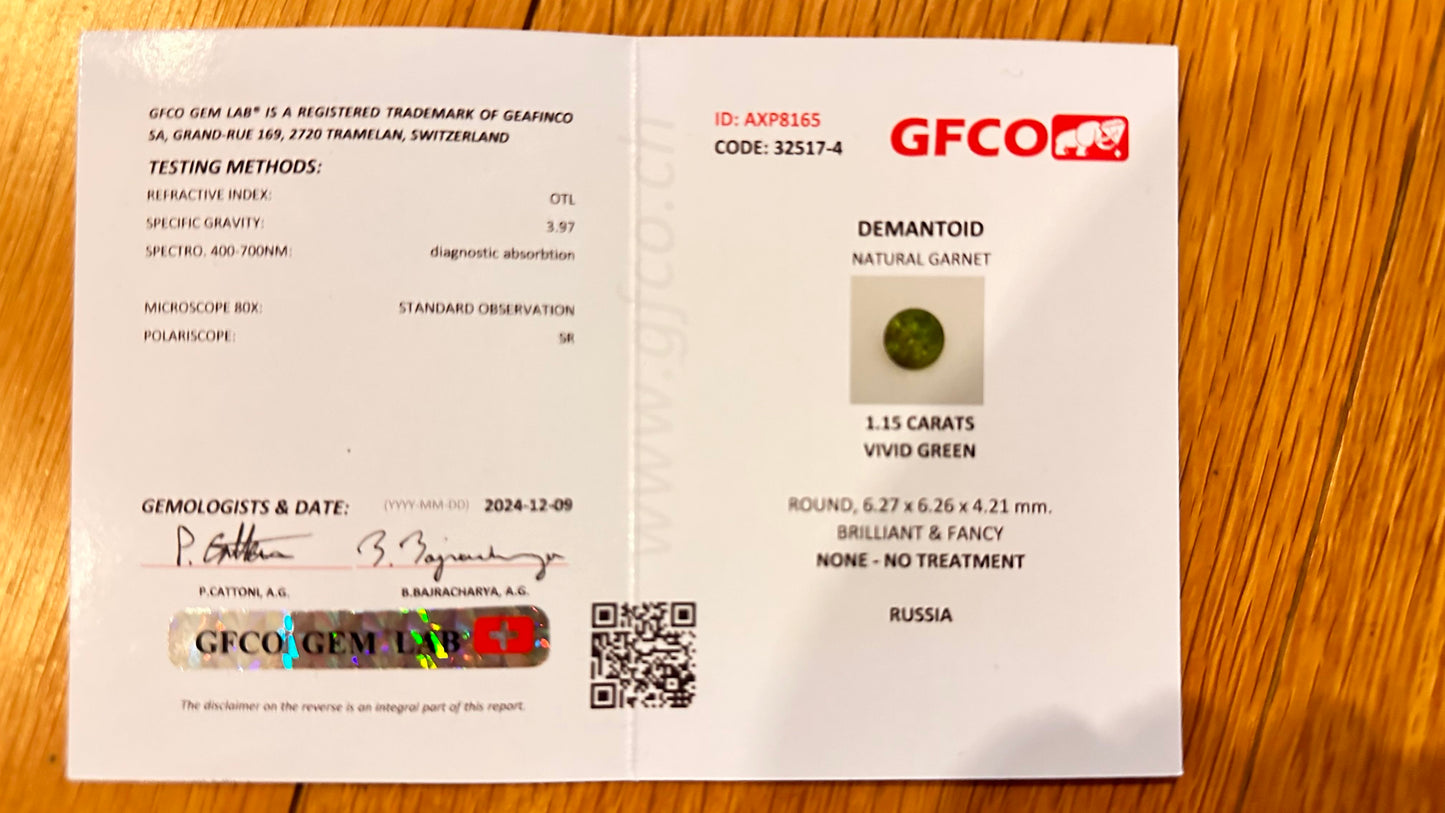 GFCO GEM LAB® IS A REGISTERED TRADEMARK OF GEAFINCO
SA, GRAND-RUE 169, 2720 TRAMELAN, SWITZERLAND
TESTING METHODS:
REFRACTIVE INDEX: OTL
SPECIFIC GRAVITY: 3.97
SPECTRO. 400-700NM: diagnostic absorbtion
MICROSCOPE 80X: STANDARD OBSERVATION
POLARISCOPE: SR
GEMOLOGISTS & DATE: (YYYY-MM-DD) 2024-12-09
P. Cattoni B. Bajracharya
P.CATTONI, A.G. B.BAJRACHARYA, A.G.
GFCO GEM LAB
The disclaimer on the reverse is an integral part of this report.
www.gfco.ch
ID: AXP8165
CODE: 32517-4
GFCO
DEMANTOID
NATURAL GARNET
1.15 CARATS
VIVID GREEN
ROUND, 6.27 x 6.26 x 4.21 mm.
BRILLIANT & FANCY
NONE - NO TREATMENT
RUSSIA